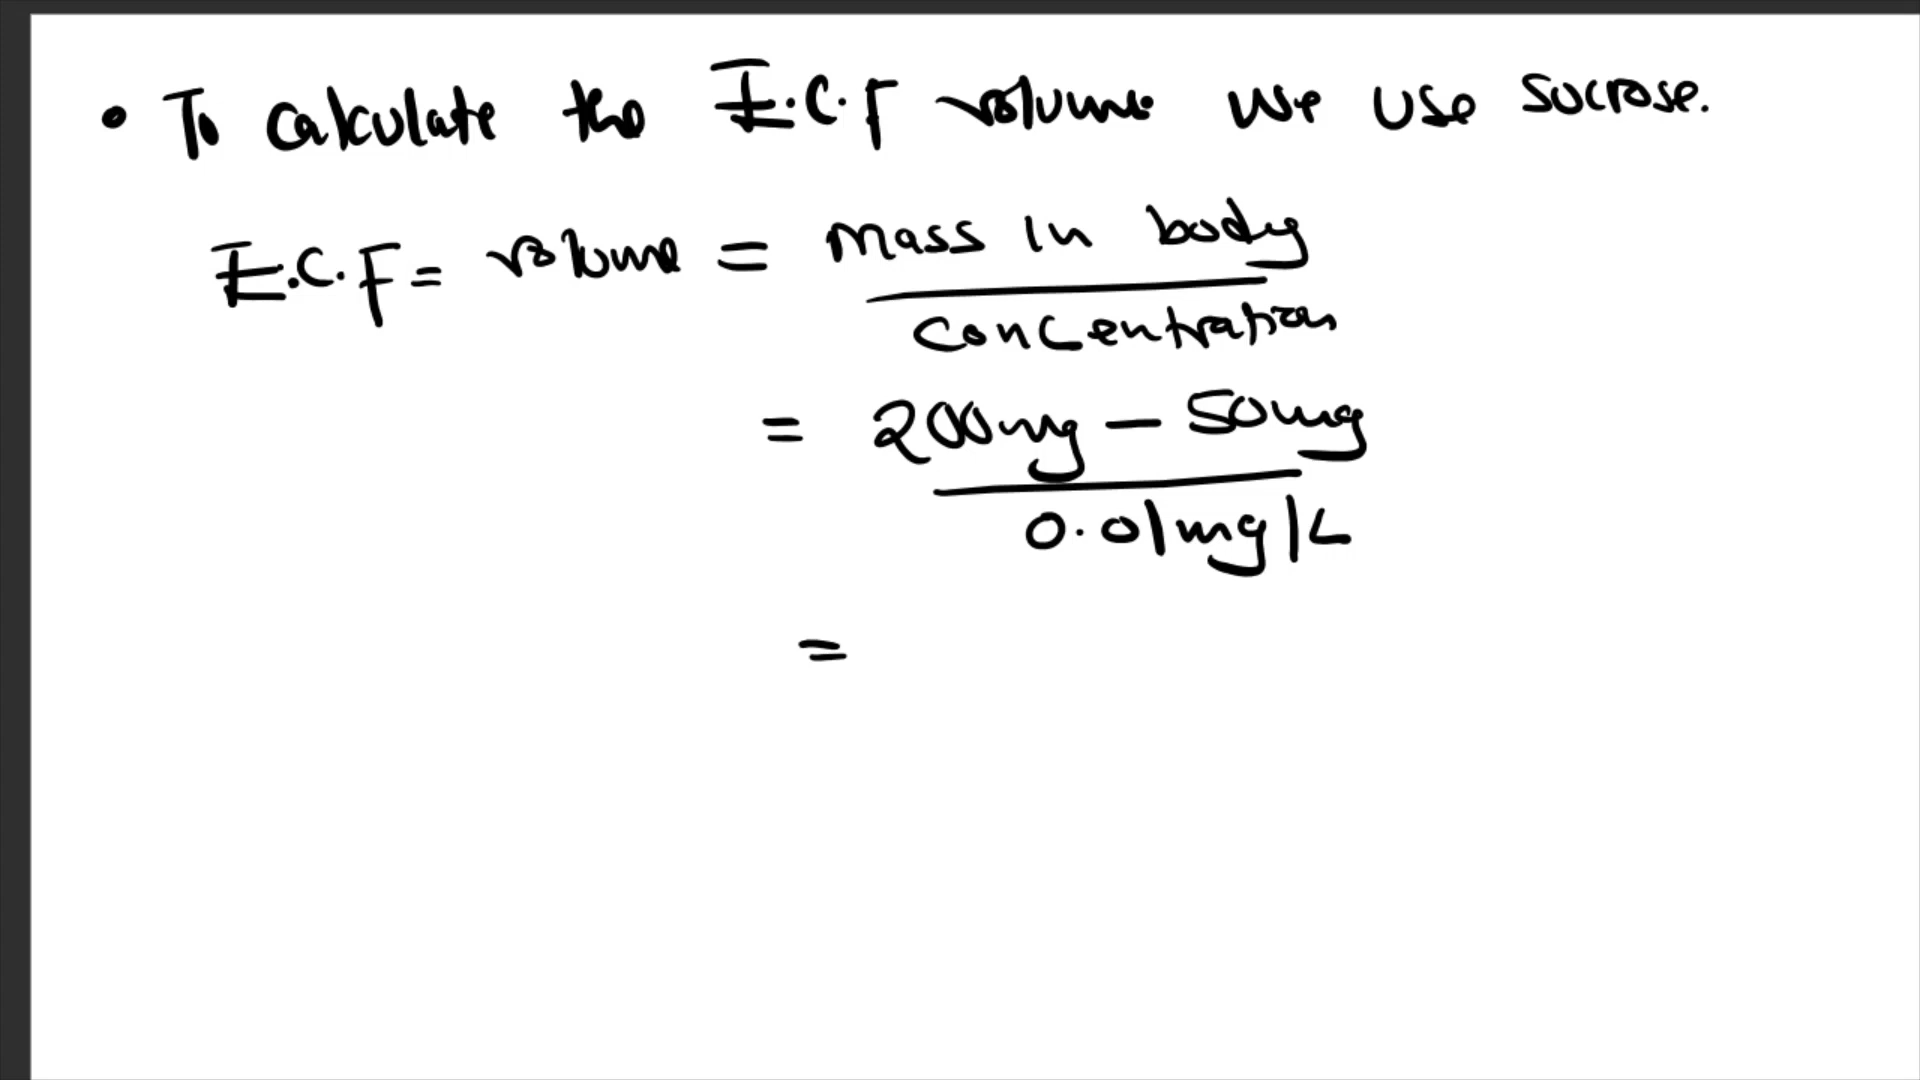 • To calculate the E.C.F volume we use sucrose.
E.C.F = volume = mass in body
concentration
= 200mg - 50mg
0.01mg/L
=